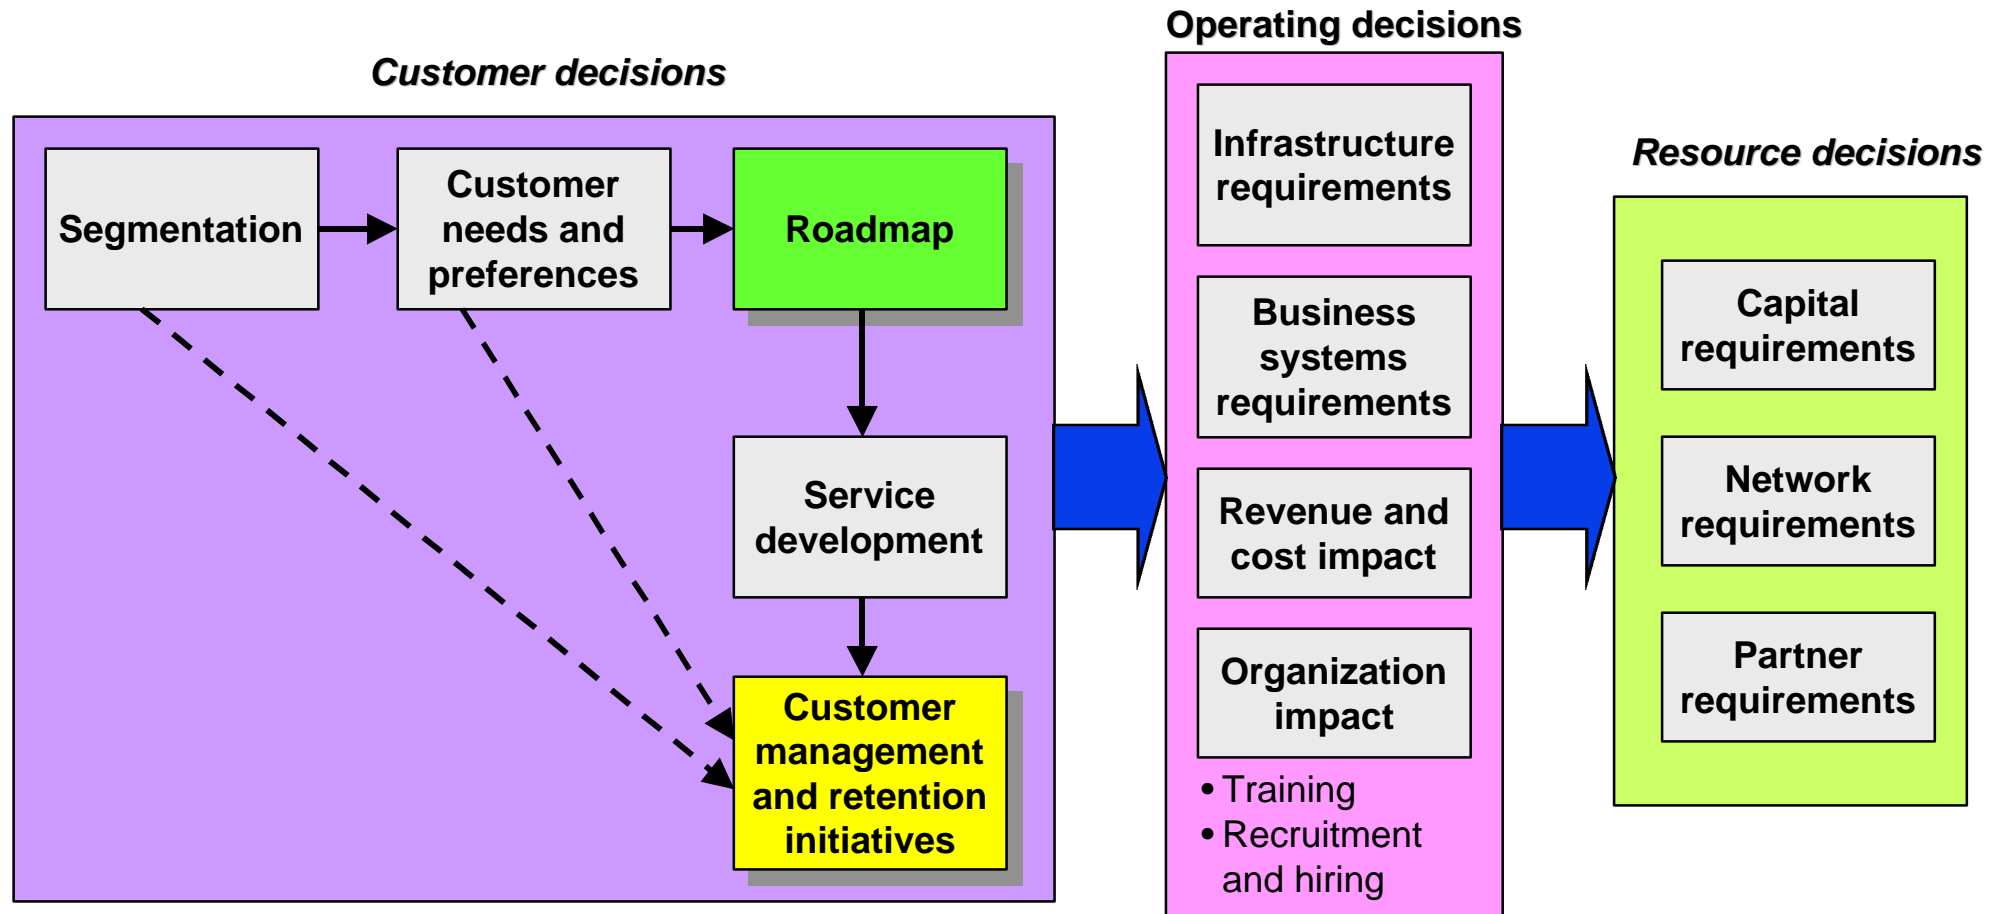 Customer decisions
Segmentation
Customer
needs and
preferences
Roadmap
Service
development
Customer
management
and retention
initiatives
Operating decisions
Infrastructure
requirements
Business
systems
requirements
Revenue and
cost impact
Organization
impact
• Training
• Recruitment
and hiring
Resource decisions
Capital
requirements
Network
requirements
Partner
requirements